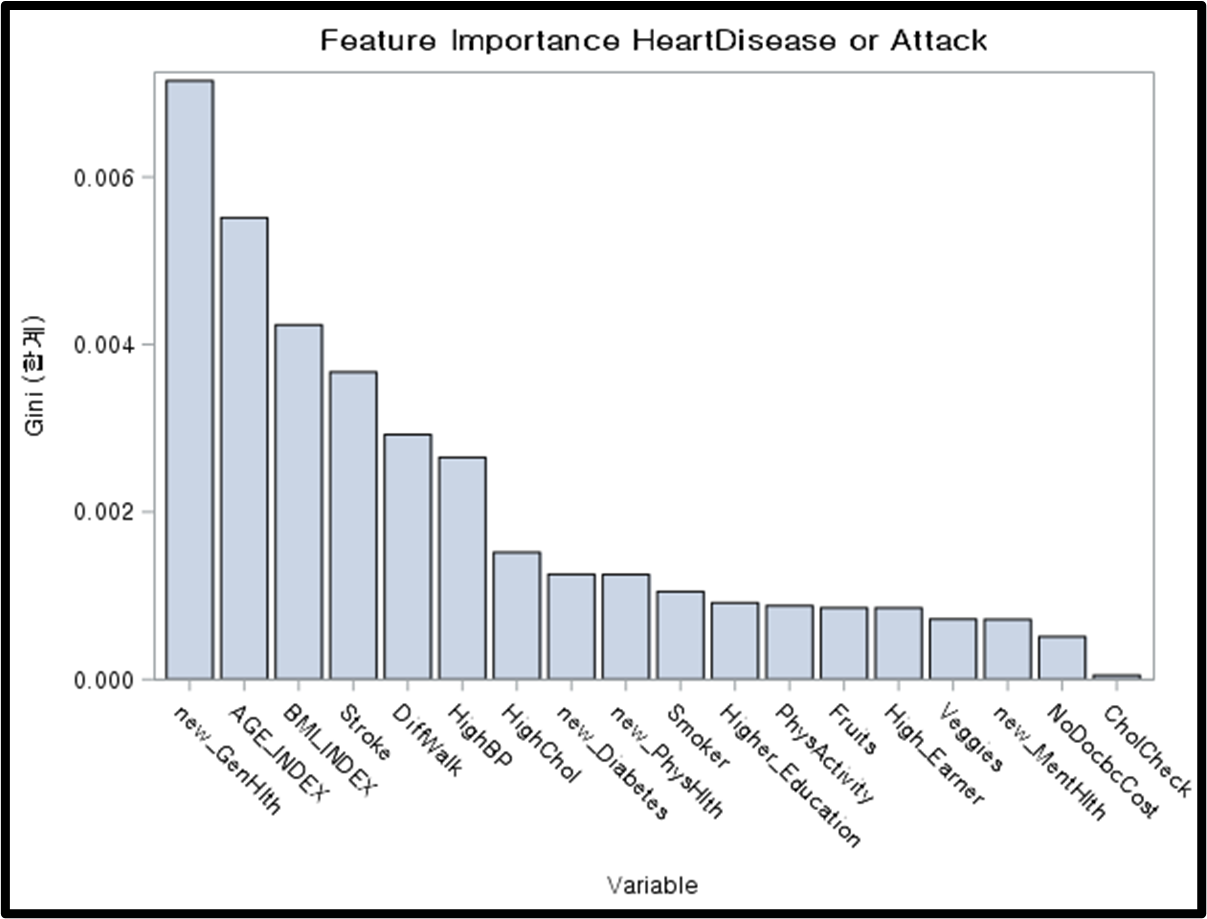 Feature Importance HeartDisease or Attack
Gini (합계)
0.006
0.004
0.002
0.000
new_GenHlth
AGE_INDEX
BMI_INDEX
Stroke
DiffWalk
HighBP
HighChol
new_Diabetes
new_PhysHlth
Smoker
Higher_Education
PhysActivity
Fruits
High_Earner
Veggies
new_MentHlth
NoDocbcCost
CholCheck
Variable